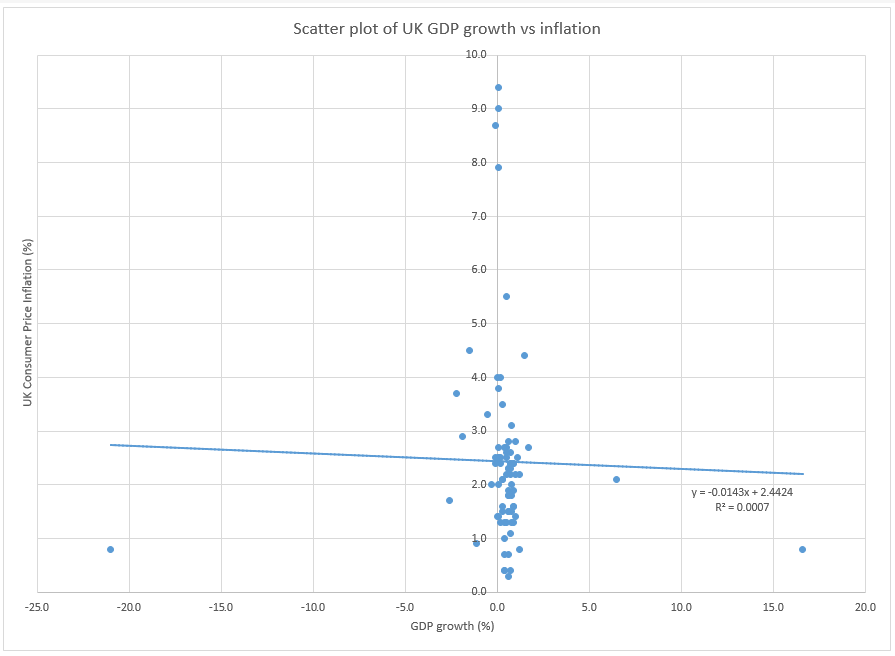 Scatter plot of UK GDP growth vs inflation
10.0
9.0
8.0
7.0
6.0
5.0
4.0
3.0
2.0
1.0
0.0
UK Consumer Price Inflation (%)
y = -0.0143x + 2.4424
R² = 0.0007
-25.0 -20.0 -15.0 -10.0 -5.0 0.0 5.0 10.0 15.0 20.0
GDP growth (%)